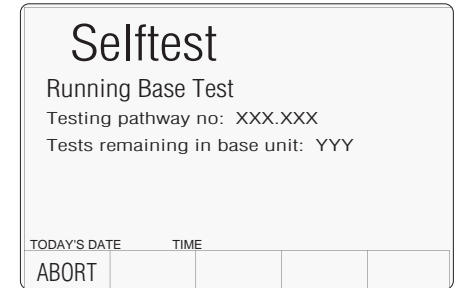 Selftest
Running Base Test
Testing pathway no: XXX.XXX
Tests remaining in base unit: YYY
TODAY'S DATE TIME
ABORT